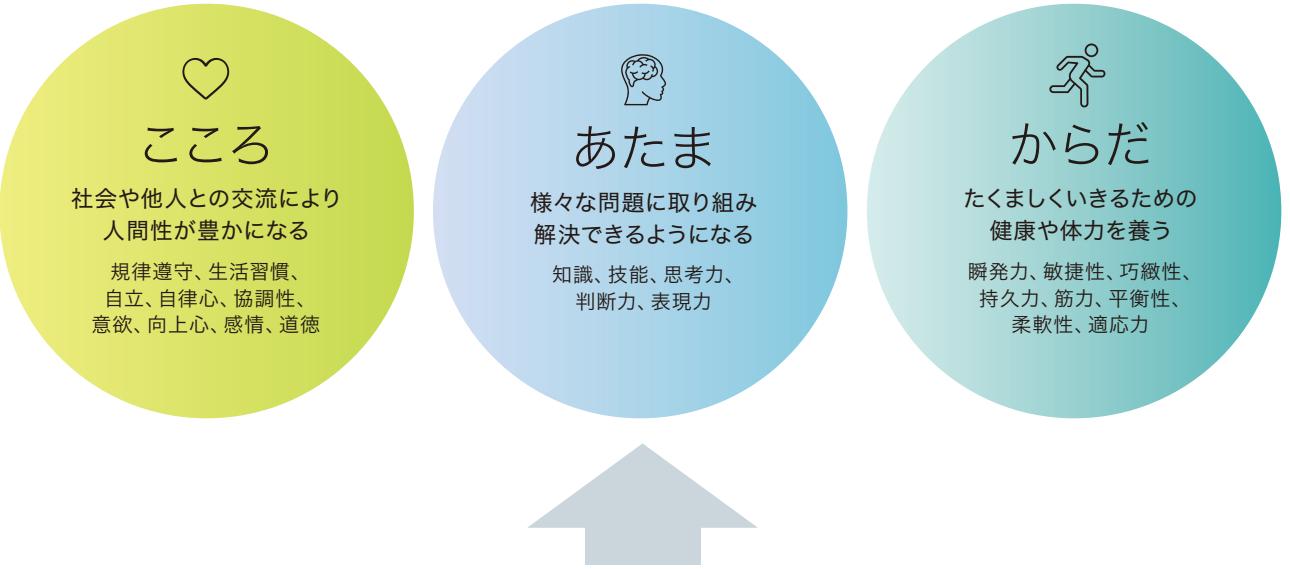 こころ
社会や他人との交流により
人間性が豊かになる
規律遵守、生活習慣、
自立、自律心、協調性、
意欲、向上心、感情、道徳
あたま
様々な問題に取り組み
解決できるようになる
知識、技能、思考力、
判断力、表現力
からだ
たくましくいきるための
健康や体力を養う
瞬発力、敏捷性、巧緻性、
持久力、筋力、平衡性、
柔軟性、適応力